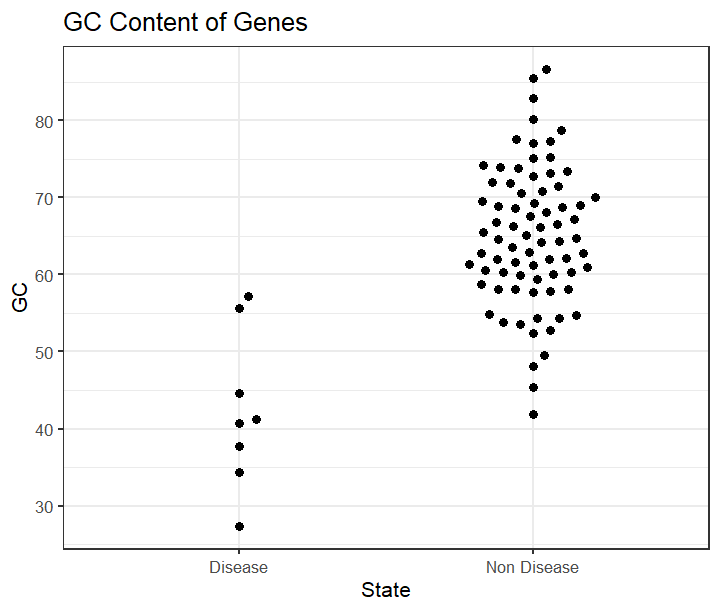 GC Content of Genes
GC
80
70
60
50
40
30
Disease Non Disease
State